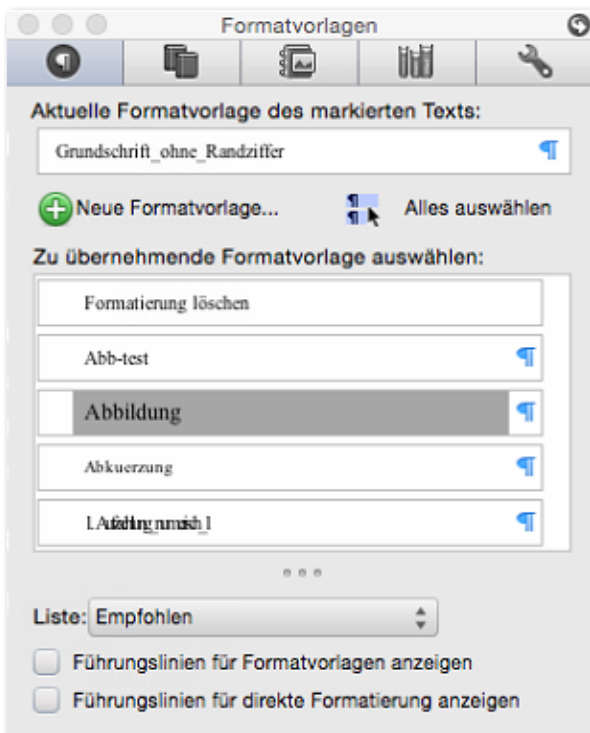 Formatvorlagen
Aktuelle Formatvorlage des markierten Texts:
Grundschrift_ohne_Randziffer
Neue Formatvorlage... Alles auswählen
Zu übernehmende Formatvorlage auswählen:
Formatierung löschen
Abb-test
Abbildung
Abkuerzung
Liste: Empfohlen
Führungslinien für Formatvorlagen anzeigen
Führungslinien für direkte Formatierung anzeigen